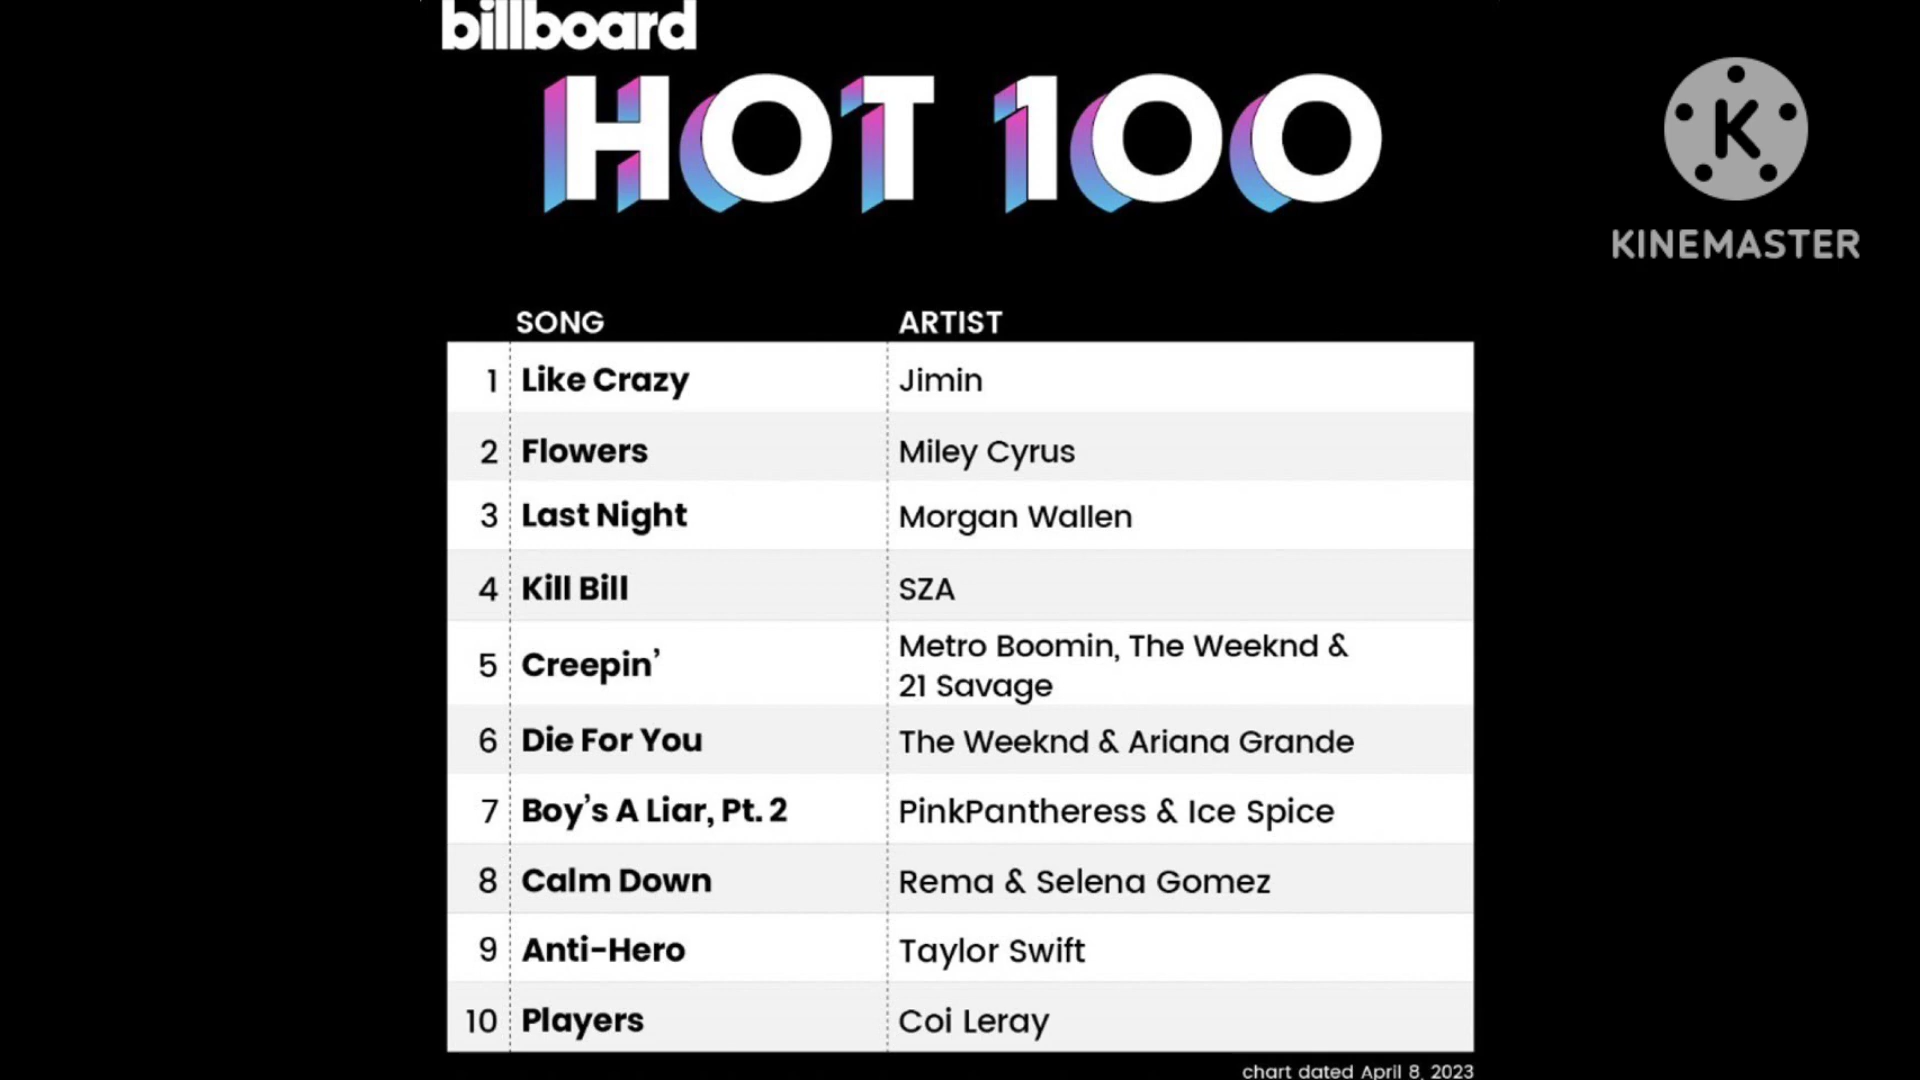 billboard
HOT 100
K
KINEMASTER
SONG ARTIST
1 Like Crazy Jimin
2 Flowers Miley Cyrus
3 Last Night Morgan Wallen
4 Kill Bill SZA
5 Creepin’ Metro Boomin, The Weeknd &
21 Savage
6 Die For You The Weeknd & Ariana Grande
7 Boy’s A Liar, Pt. 2 PinkPantheress & Ice Spice
8 Calm Down Rema & Selena Gomez
9 Anti-Hero Taylor Swift
10 Players Coi Leray
chart dated April 8, 2023